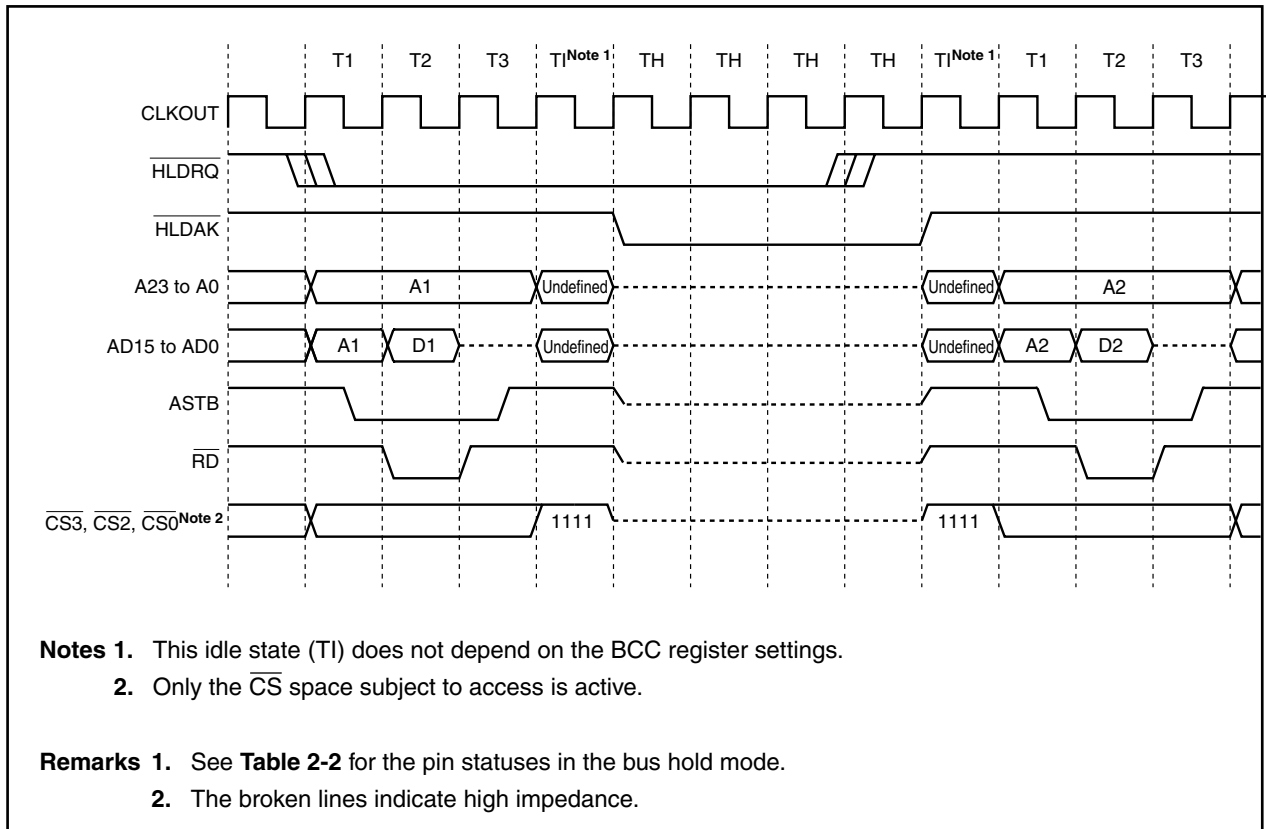 T1 T2 T3 TINote 1 TH TH TH TH TINote 1 T1 T2 T3
CLKOUT
HLDRQ
HLDAK
A23 to A0 A1 Undefined Undefined A2
AD15 to AD0 A1 D1 Undefined Undefined A2 D2
ASTB
RD
CS3, CS2, CS0Note 2 1111 1111
Notes 1. This idle state (TI) does not depend on the BCC register settings.
2. Only the CS space subject to access is active.
Remarks 1. See Table 2-2 for the pin statuses in the bus hold mode.
2. The broken lines indicate high impedance.